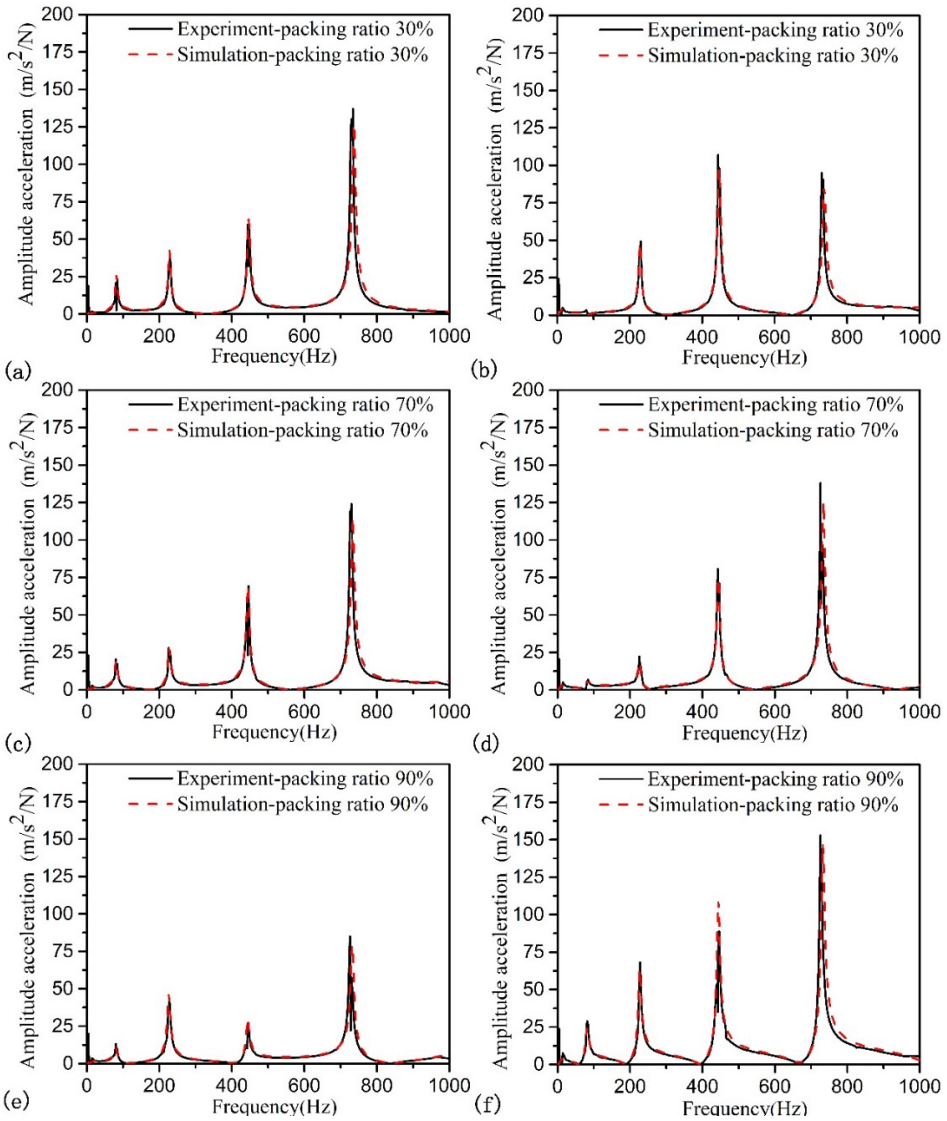 200
175
150
125
100
75
50
25
0
Amplitude acceleration (m/s²/N)
Experiment-packing ratio 30%
Simulation-packing ratio 30%
0 200 400 600 800 1000
Frequency(Hz)
(a)
200
175
150
125
100
75
50
25
0
Amplitude acceleration (m/s²/N)
Experiment-packing ratio 30%
Simulation-packing ratio 30%
0 200 400 600 800 1000
Frequency(Hz)
(b)
200
175
150
125
100
75
50
25
0
Amplitude acceleration (m/s²/N)
Experiment-packing ratio 70%
Simulation-packing ratio 70%
0 200 400 600 800 1000
Frequency(Hz)
(c)
200
175
150
125
100
75
50
25
0
Amplitude acceleration (m/s²/N)
Experiment-packing ratio 70%
Simulation-packing ratio 70%
0 200 400 600 800 1000
Frequency(Hz)
(d)
200
175
150
125
100
75
50
25
0
Amplitude acceleration (m/s²/N)
Experiment-packing ratio 90%
Simulation-packing ratio 90%
0 200 400 600 800 1000
Frequency(Hz)
(e)
200
175
150
125
100
75
50
25
0
Amplitude acceleration (m/s²/N)
Experiment-packing ratio 90%
Simulation-packing ratio 90%
0 200 400 600 800 1000
Frequency(Hz)
(f)